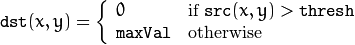 dst(x,y) = { 0 if src(x,y) > thresh
maxVal otherwise